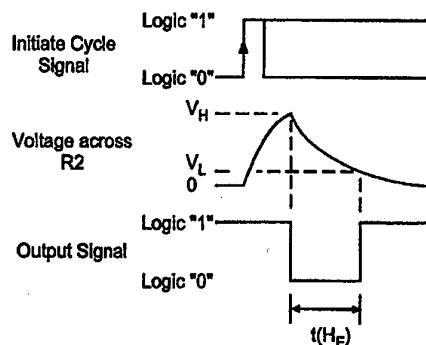 Logic "1"
Initiate Cycle
Signal
Logic "0"
V_H
Voltage across
R2
V_L
0
Logic "1"
Output Signal
Logic "0"
t(H_F)